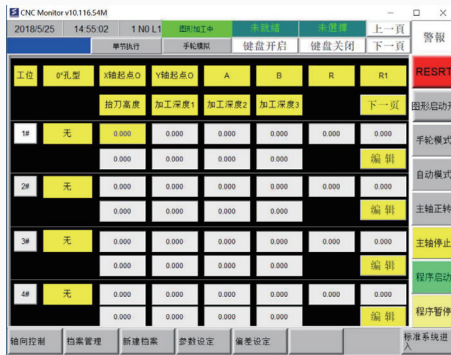 CNC Monitor v10.116.54M
2018/5/25 14:55:02 1 N0 L1 图形加工中 未就緒 未選擇 上一頁 警報
单节执行 手轮模拟 键盘开启 键盘关闭 下一頁
工位 0°孔型 X轴起点O Y轴起点O A B R R1 RESRT
抬刀高度 加工深度1 加工深度2 加工深度3 下一页 图形启动开
1# 无 0.000 0.000 0.000 0.000 0.000 0.000 手轮模式
0.000 0.000 0.000 0.000 编辑
2# 无 0.000 0.000 0.000 0.000 0.000 0.000 自动模式
0.000 0.000 0.000 0.000 编辑 主轴正转
3# 无 0.000 0.000 0.000 0.000 0.000 0.000 主轴停止
0.000 0.000 0.000 0.000 编辑 程序启动
4# 无 0.000 0.000 0.000 0.000 0.000 0.000
0.000 0.000 0.000 0.000 编辑 程序暂停
轴向控制 档案管理 新建档案 参数设定 偏差设定 标准系统进入